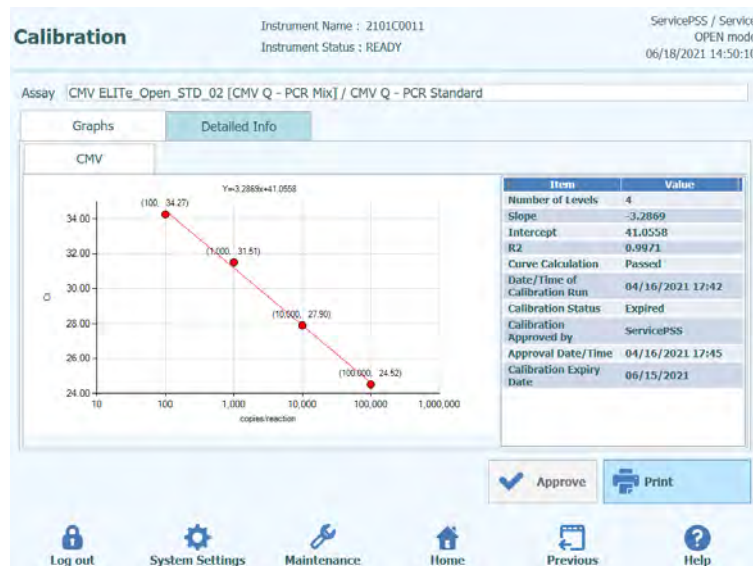 Calibration
Instrument Name : 2101C0011
Instrument Status : READY
ServicePSS / Service
OPEN mode
06/18/2021 14:50:10
Assay CMV ELITe_Open_STD_02 [CMV Q - PCR Mix] / CMV Q - PCR Standard
Graphs
Detailed Info
CMV
Y=-3.2869x+41.0558
(100, 34.27)
(1,000, 31.51)
(10,000, 27.90)
(100,000, 24.52)
34.00
32.00
30.00
28.00
26.00
24.00
Ct
10 100 1,000 10,000 100,000 1,000,000
copies/reaction
Item Value
Number of Levels 4
Slope -3.2869
Intercept 41.0558
R2 0.9971
Curve Calculation Passed
Date/Time of
Calibration Run 04/16/2021 17:42
Calibration Status Expired
Calibration
Approved by ServicePSS
Approval Date/Time 04/16/2021 17:45
Calibration Expiry
Date 06/15/2021
Approve
Print
Log out
System Settings
Maintenance
Home
Previous
Help